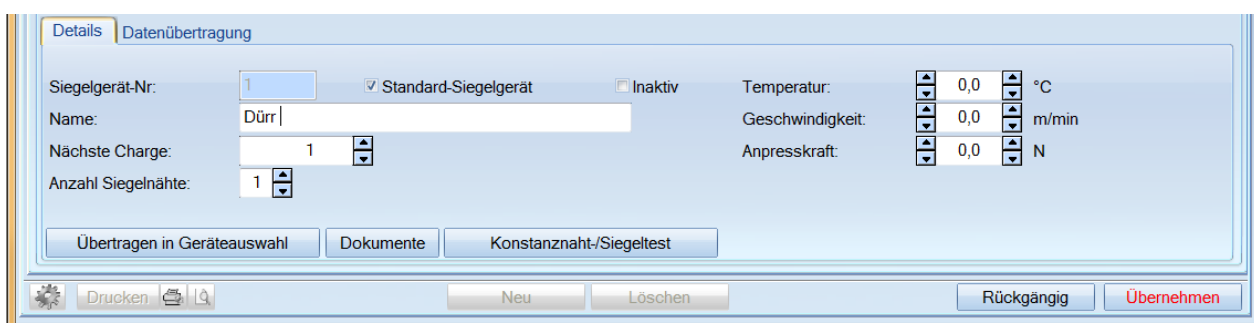 Details Datenübertragung
Siegelgerät-Nr: 1 Standard-Siegelgerät Inaktiv Temperatur: 0,0 °C
Name: Dürr Geschwindigkeit: 0,0 m/min
Nächste Charge: 1 Anpresskraft: 0,0 N
Anzahl Siegelnähte: 1
Übertragen in Geräteauswahl Dokumente Konstanznaht-/Siegeltest
Drucken Neu Löschen Rückgängig Übernehmen